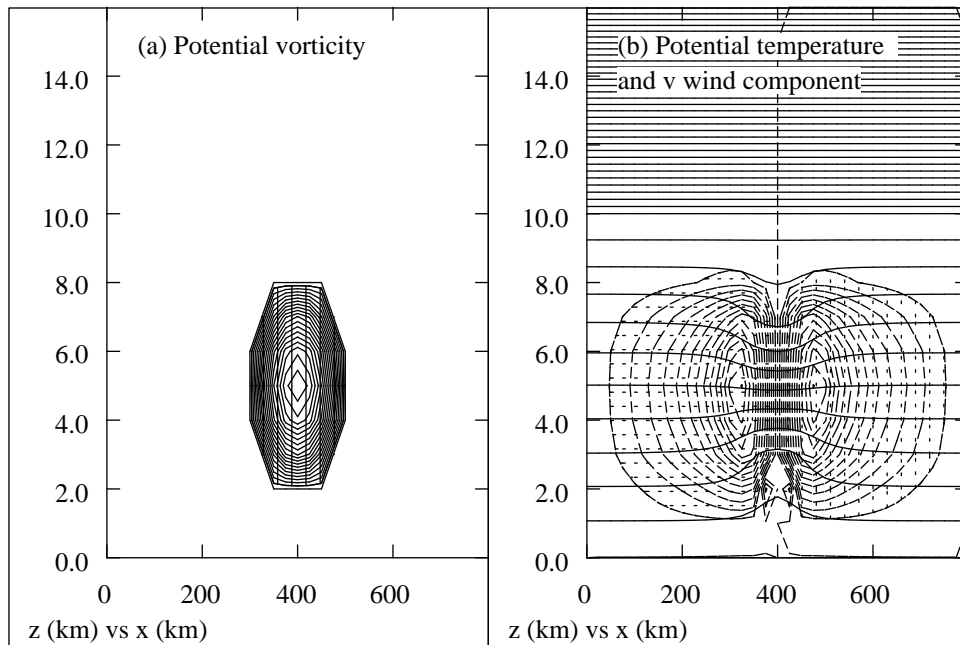 (a) Potential vorticity
14.0
12.0
10.0
8.0
6.0
4.0
2.0
0.0
0 200 400 600
z (km) vs x (km)
(b) Potential temperature
and v wind component
14.0
12.0
10.0
8.0
6.0
4.0
2.0
0.0
0 200 400 600
z (km) vs x (km)